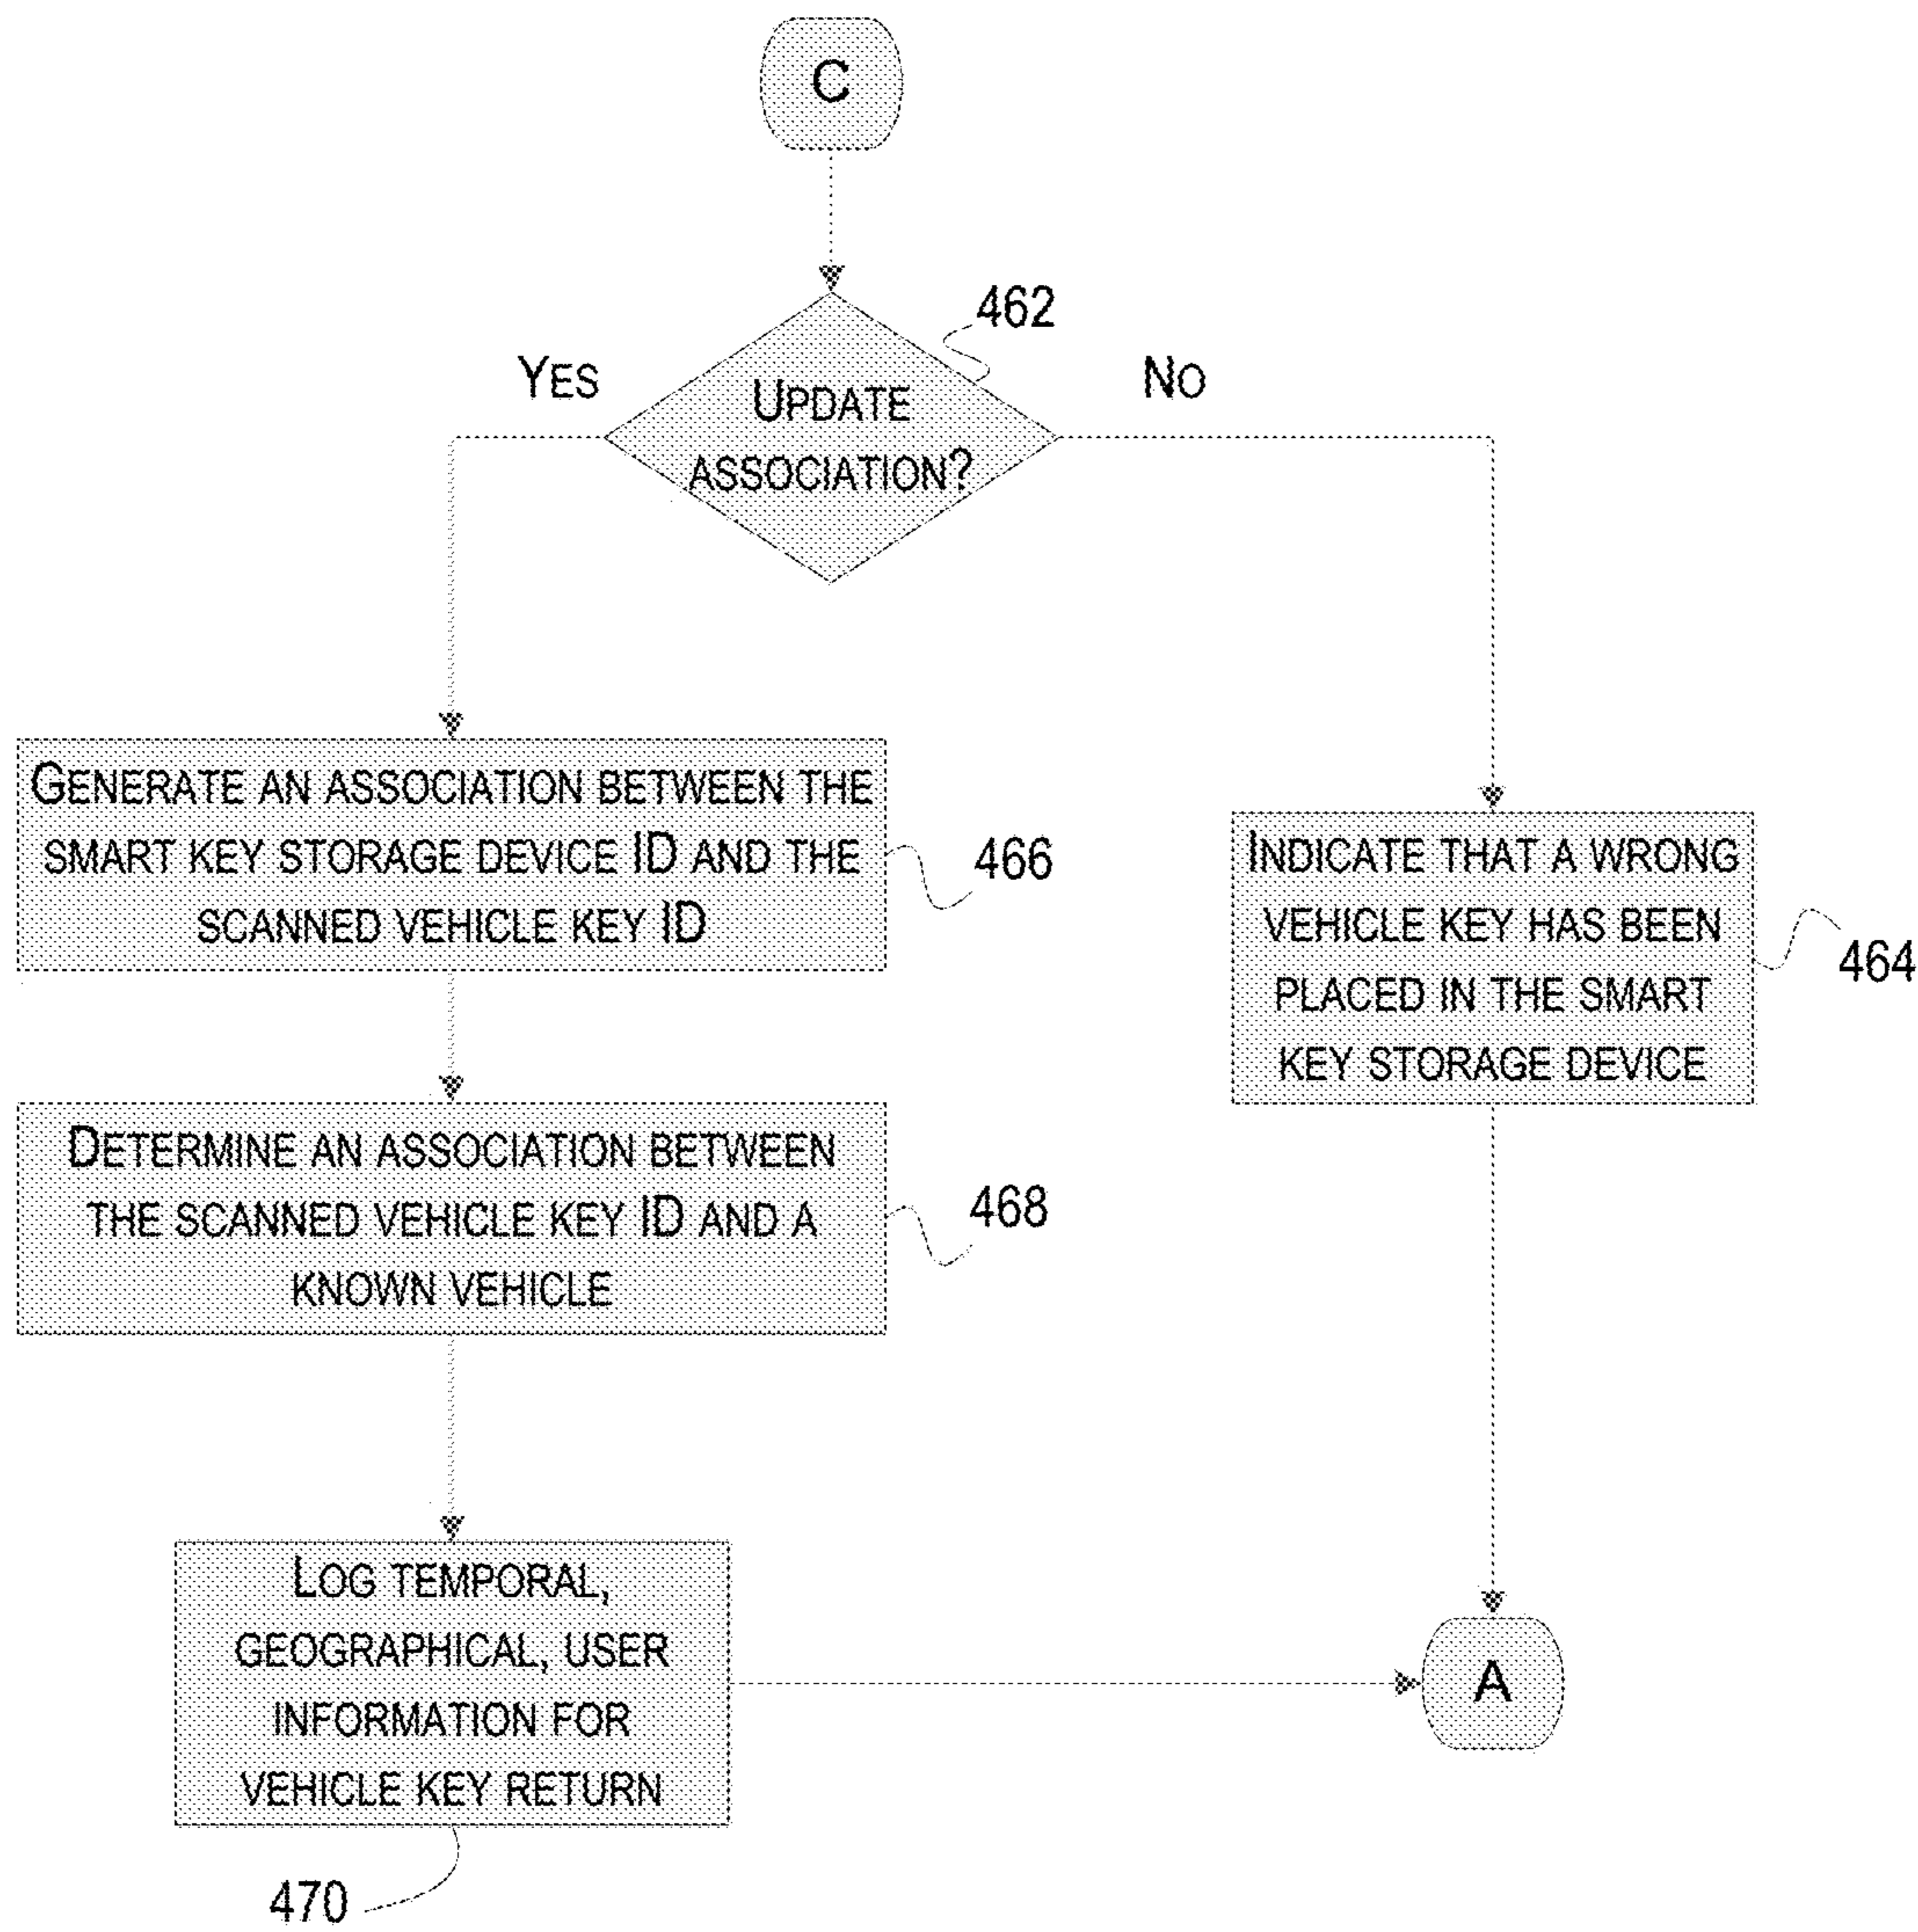 C
462
YES
NO
UPDATE
ASSOCIATION?
GENERATE AN ASSOCIATION BETWEEN THE
SMART KEY STORAGE DEVICE ID AND THE
SCANNED VEHICLE KEY ID
466
INDICATE THAT A WRONG
VEHICLE KEY HAS BEEN
PLACED IN THE SMART
KEY STORAGE DEVICE
464
DETERMINE AN ASSOCIATION BETWEEN
THE SCANNED VEHICLE KEY ID AND A
KNOWN VEHICLE
468
LOG TEMPORAL,
GEOGRAPHICAL, USER
INFORMATION FOR
VEHICLE KEY RETURN
A
470